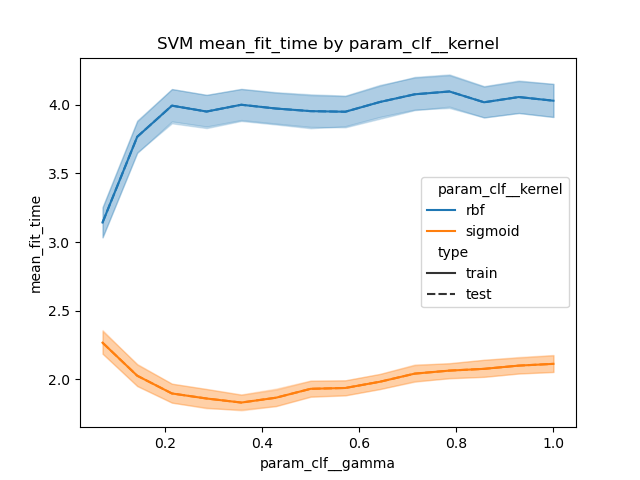 SVM mean_fit_time by param_clf__kernel
mean_fit_time
4.0
3.5
3.0
2.5
2.0
param_clf__kernel
rbf
sigmoid
type
train
test
0.2 0.4 0.6 0.8 1.0
param_clf__gamma